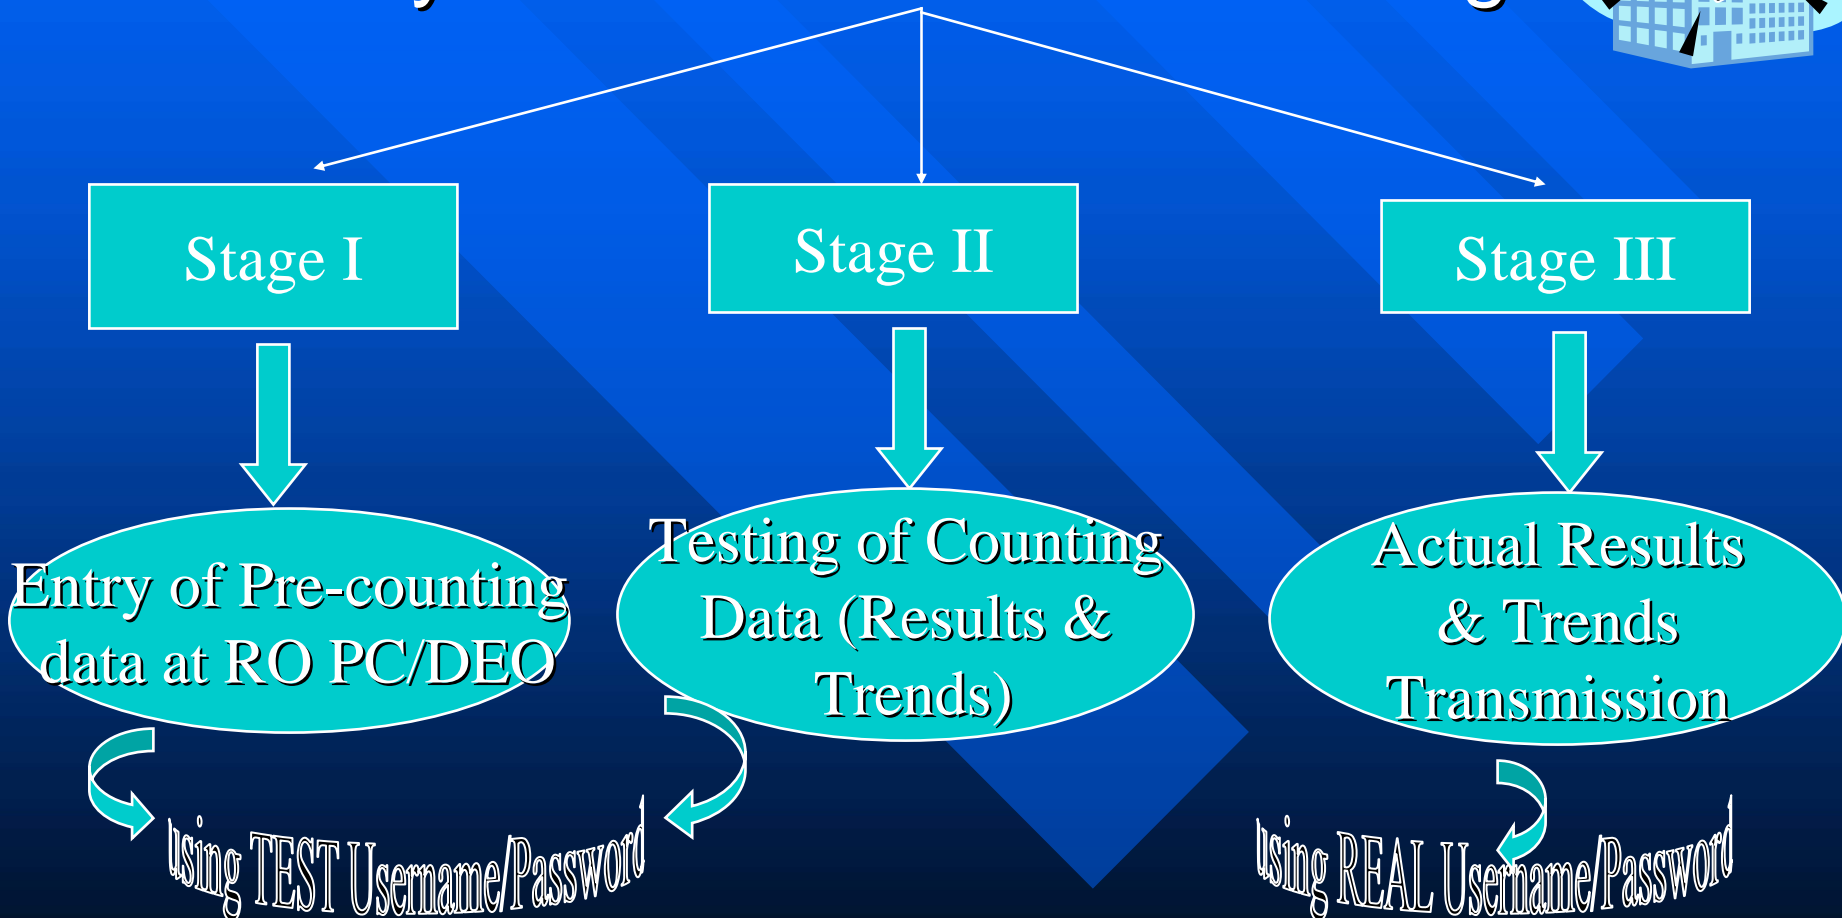 Stage I
Stage II
Stage III
Entry of Pre-counting
data at RO PC/DEO
Testing of Counting
Data (Results &
Trends)
Actual Results
& Trends
Transmission
using TEST Username/Password
using REAL Username/Password